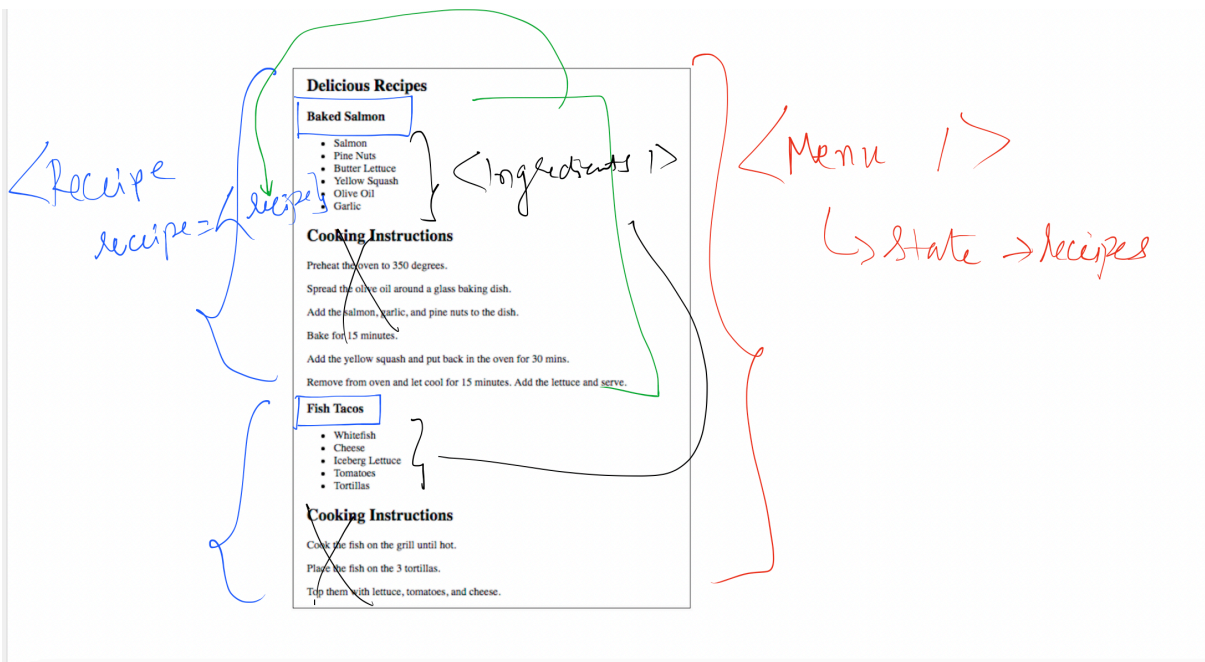 Delicious Recipes
Baked Salmon
Salmon
Pine Nuts
Butter Lettuce
Yellow Squash
Olive Oil
Garlic
<Ingredients />
<Receipe
receipe={receipe}
<Menu />
↳ State → recipes
Cooking Instructions
Preheat the oven to 350 degrees.
Spread the olive oil around a glass baking dish.
Add the salmon, garlic, and pine nuts to the dish.
Bake for 15 minutes.
Add the yellow squash and put back in the oven for 30 mins.
Remove from oven and let cool for 15 minutes. Add the lettuce and serve.
Fish Tacos
Whitefish
Cheese
Iceberg Lettuce
Tomatoes
Tortillas
Cooking Instructions
Cook the fish on the grill until hot.
Place the fish on the 3 tortillas.
Top them with lettuce, tomatoes, and cheese.